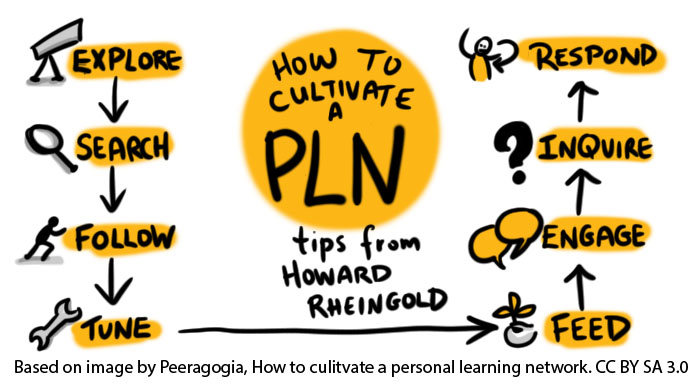 EXPLORE
SEARCH
FOLLOW
TUNE
HOW TO
CULTIVATE
A
PLN
tips from
HOWARD
RHEINGOLD
FEED
ENGAGE
INQUIRE
RESPOND
?
Based on image by Peeragogia, How to culitvate a personal learning network. CC BY SA 3.0